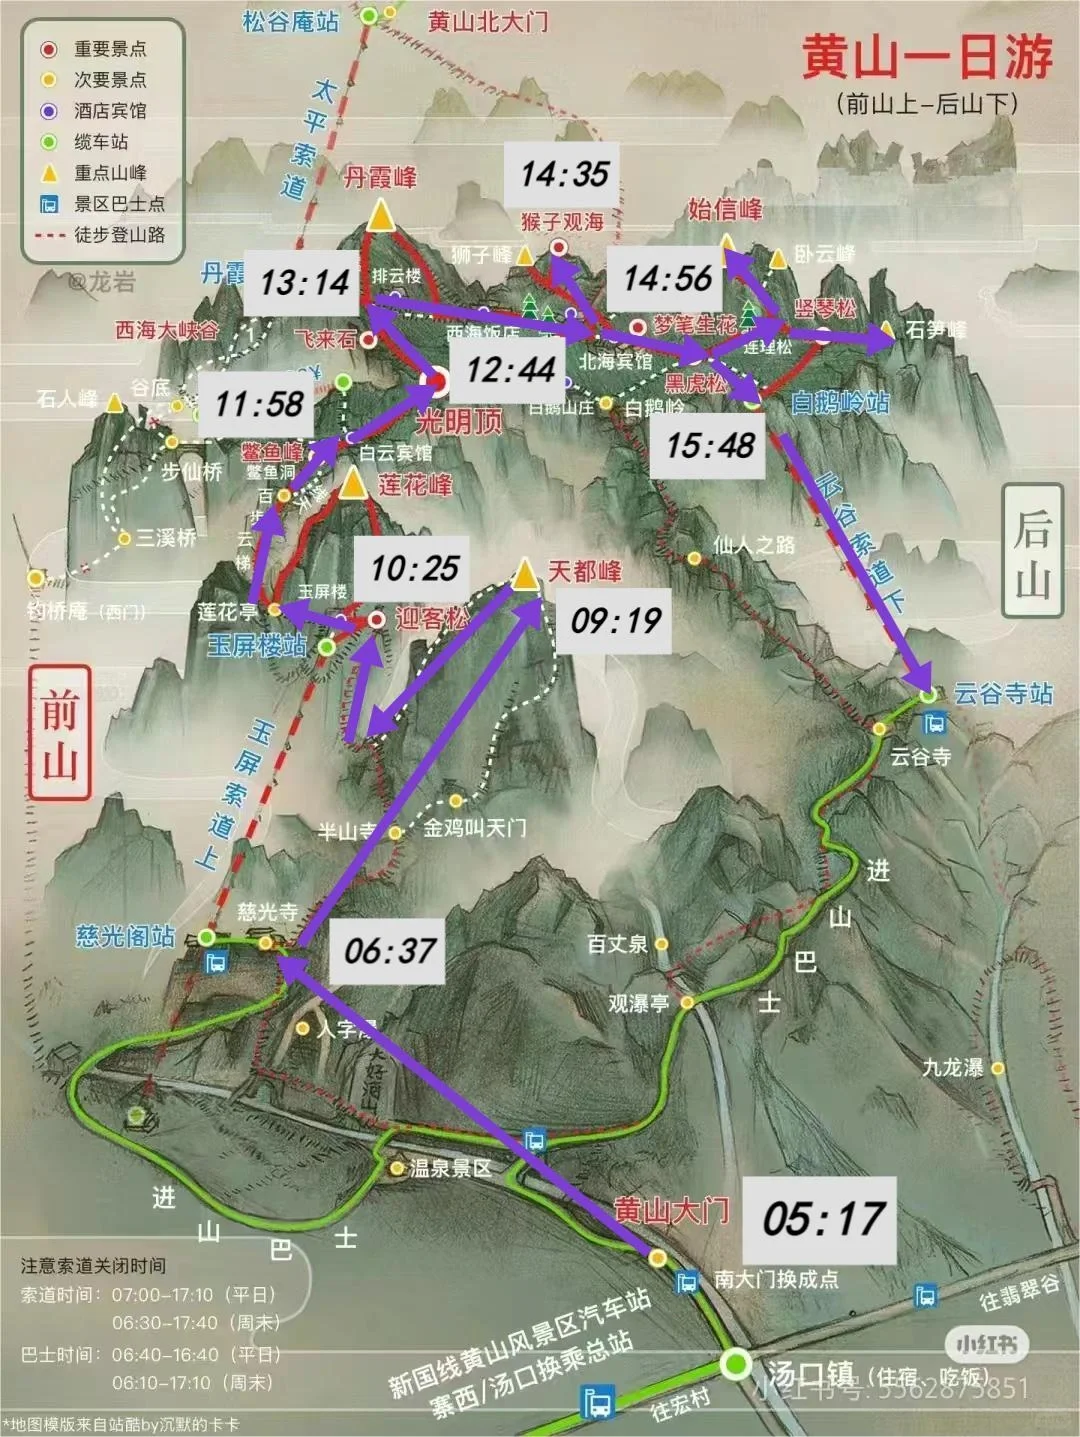 松谷庵站
黄山北大门
重要景点
次要景点
酒店宾馆
缆车站
重点山峰
景区巴士点
徒步登山路
黄山一日游
（前山上-后山下）
太平索道
@龙岩
丹霞峰
14:35
猴子观海
狮子峰
始信峰
卧云峰
丹霞
13:14
排云楼
14:56
西海大峡谷
飞来石
西海饭店
北海宾馆
梦笔生花
竖琴松
连理松
石笋峰
12:44
黑虎松
石人峰
谷底
11:58
光明顶
白鹅山庄
白鹅岭
白鹅岭站
鳌鱼峰
鳌鱼洞
白云宾馆
15:48
步仙桥
百步云梯
莲花峰
云谷索道下
三溪桥
仙人之路
后山
10:25
天都峰
钓桥庵（西门）
莲花亭
玉屏楼
迎客松
09:19
玉屏楼站
前山
云谷寺站
云谷寺
玉屏索道上
半山寺
金鸡叫天门
进山巴士
慈光寺
慈光阁站
06:37
百丈泉
观瀑亭
人字瀑
大好河山
九龙瀑
温泉景区
进山巴士
黄山大门
05:17
南大门换成点
往翡翠谷
注意索道关闭时间
索道时间：07:00-17:10（平日）
06:30-17:40（周末）
巴士时间：06:40-16:40（平日）
06:10-17:10（周末）
新国线黄山风景区汽车站
寨西/汤口换乘总站
汤口镇（住宿、吃饭）
往宏村
小红书
小红书号: 5562875851
*地图模版来自站酷by沉默的卡卡